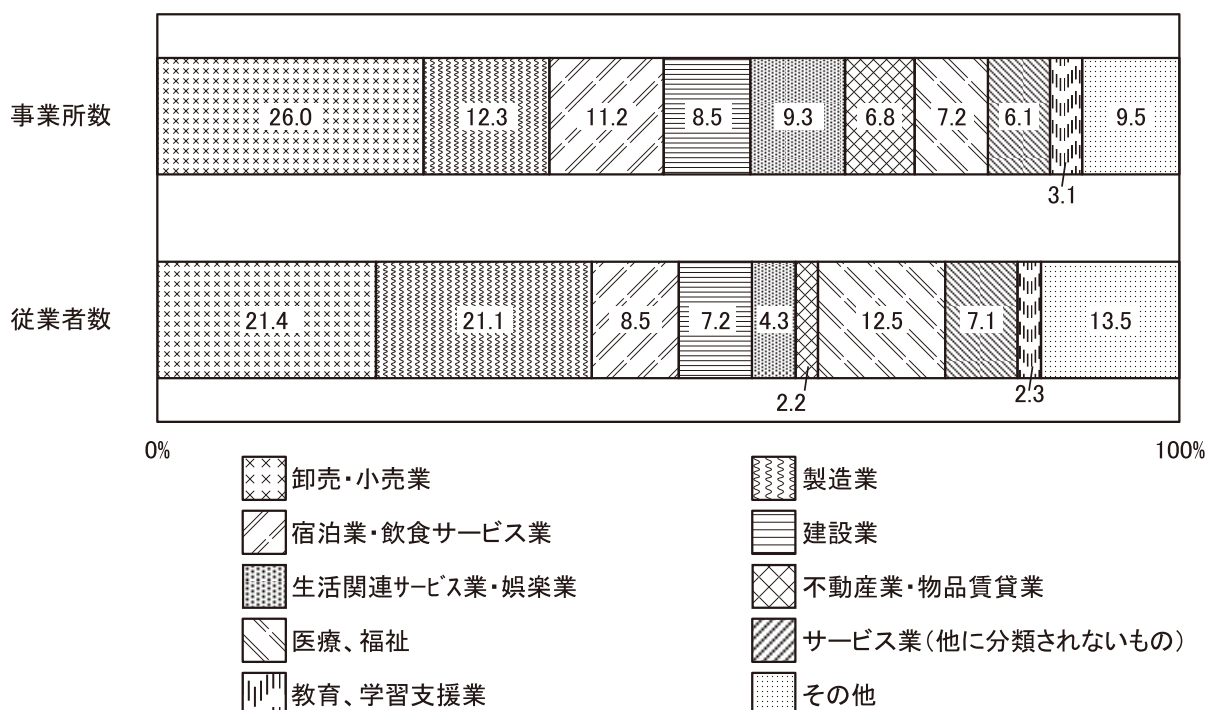 事業所数
26.0 12.3 11.2 8.5 9.3 6.8 7.2 6.1 9.5
3.1
従業者数
21.4 21.1 8.5 7.2 4.3 12.5 7.1 13.5
2.2 2.3
0% 100%
卸売・小売業 製造業
宿泊業・飲食サービス業 建設業
生活関連サービス業・娯楽業 不動産業・物品賃貸業
医療、福祉 サービス業(他に分類されないもの)
教育、学習支援業 その他